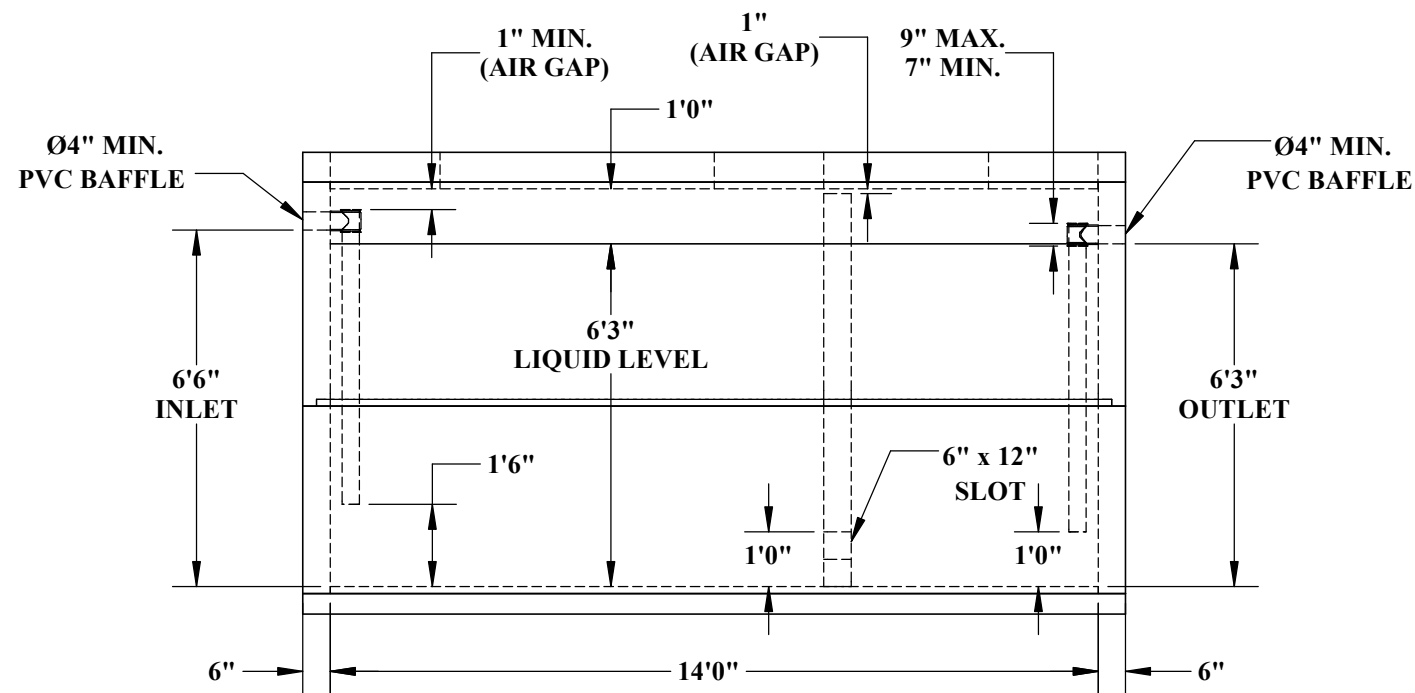 1" MIN.
(AIR GAP)
1"
(AIR GAP)
9" MAX.
7" MIN.
1'0"
Ø4" MIN.
PVC BAFFLE
Ø4" MIN.
PVC BAFFLE
6'3"
LIQUID LEVEL
6'6"
INLET
6'3"
OUTLET
1'6"
6" x 12"
SLOT
1'0"
1'0"
6"
14'0"
6"